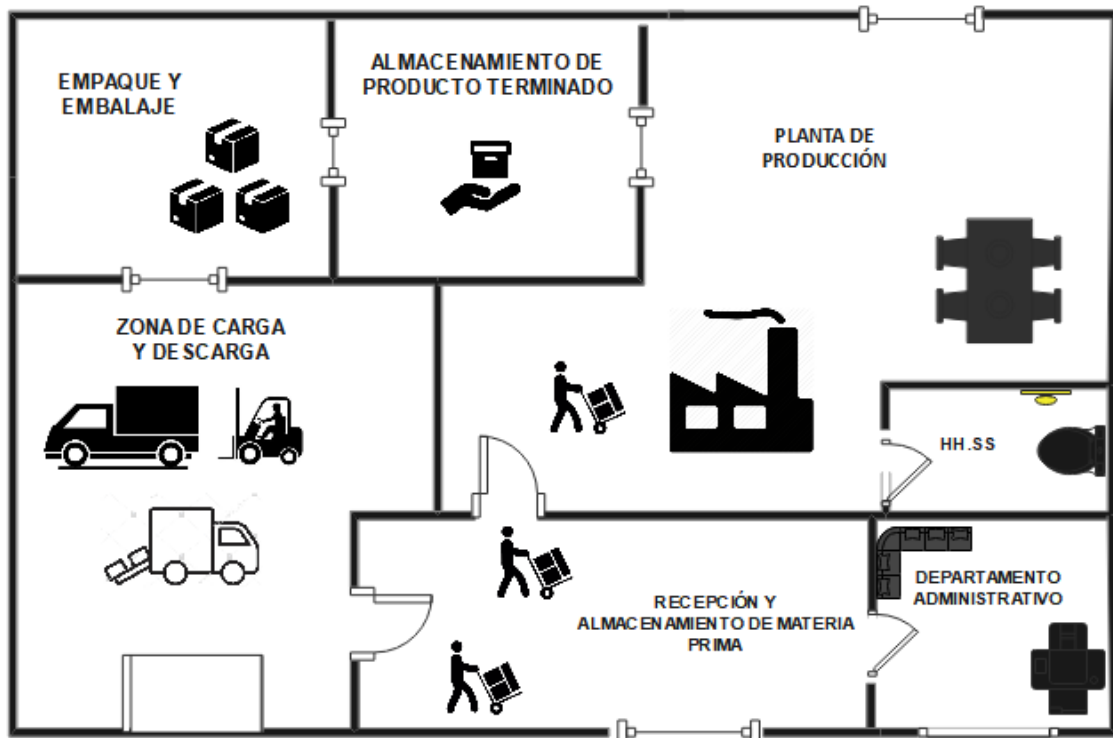 EMPAQUE Y
EMBALAJE
ALMACENAMIENTO DE
PRODUCTO TERMINADO
PLANTA DE
PRODUCCIÓN
ZONA DE CARGA
Y DESCARGA
HH.SS
RECEPCIÓN Y
ALMACENAMIENTO DE MATERIA
PRIMA
DEPARTAMENTO
ADMINISTRATIVO